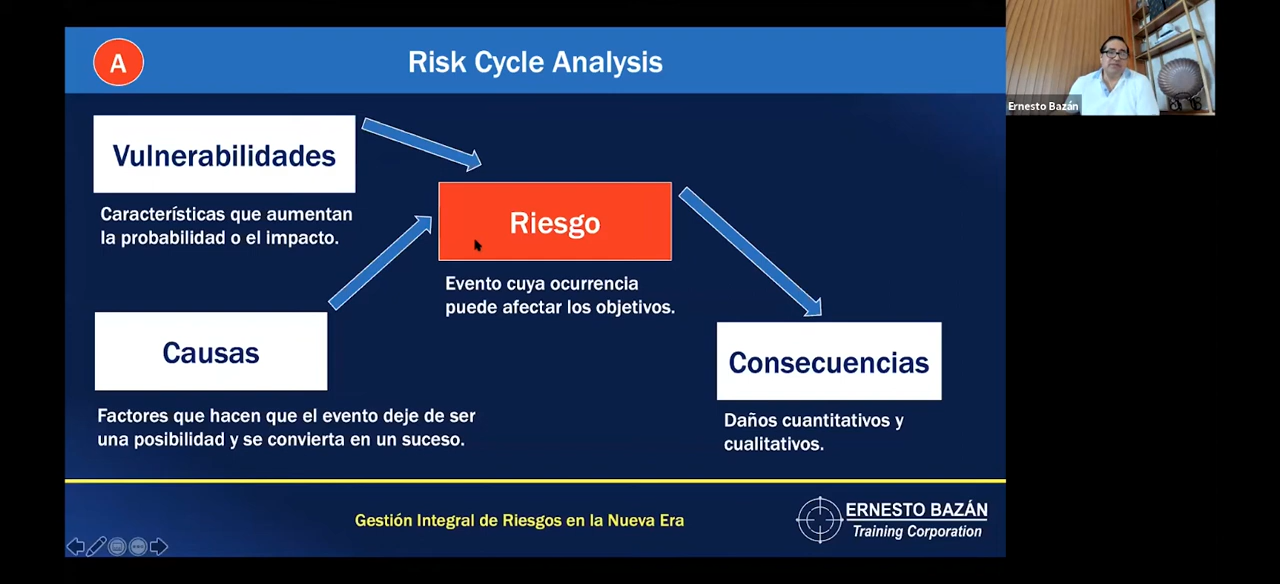 A
Risk Cycle Analysis
Ernesto Bazán
Vulnerabilidades
Características que aumentan
la probabilidad o el impacto.
Riesgo
Evento cuya ocurrencia
puede afectar los objetivos.
Causas
Factores que hacen que el evento deje de ser
una posibilidad y se convierta en un suceso.
Consecuencias
Daños cuantitativos y
cualitativos.
Gestión Integral de Riesgos en la Nueva Era
ERNESTO BAZÁN
Training Corporation